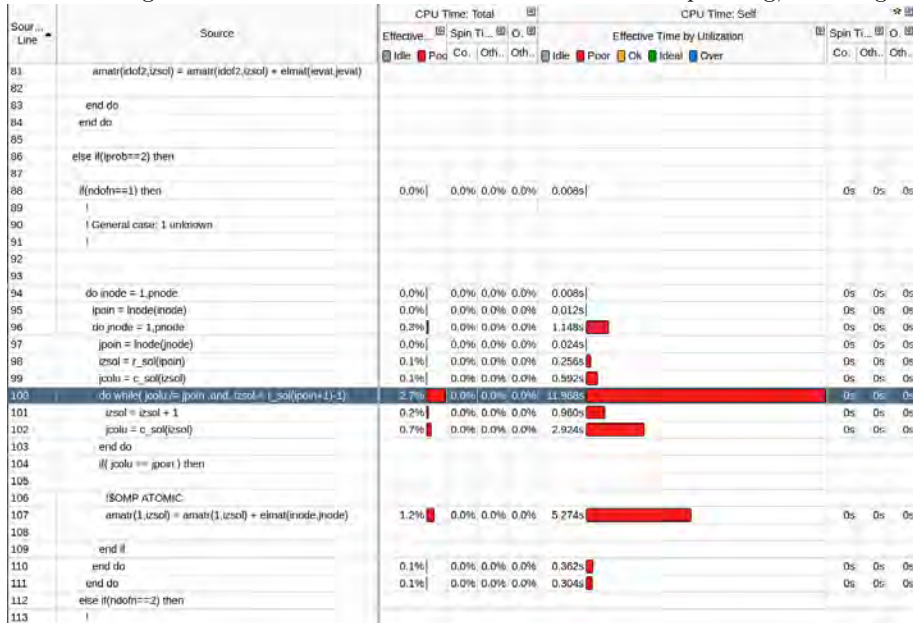 CPU Time: Total CPU Time: Self
Sour... Line Source Effective... Spin Ti... O. Effective Time by Utilization Spin Ti... O.
Idle Poo Co. Oth.. Oth.. Idle Poor Ok Ideal Over Co. Oth.. Oth..
81 amatr(idof2,izsol) = amatr(idof2,izsol) + elmat(ievat,jevat)
82
83 end do
84 end do
85
86 else if(iprob==2) then
87
88 if(ndofn==1) then 0.0% 0.0% 0.0% 0.0% 0.008s 0s 0s 0s
89 !
90 ! General case: 1 unknown
91 !
92
93
94 do inode = 1,pnode 0.0% 0.0% 0.0% 0.0% 0.008s 0s 0s 0s
95 ipoin = lnode(inode) 0.0% 0.0% 0.0% 0.0% 0.012s 0s 0s 0s
96 do jnode = 1,pnode 0.3% 0.0% 0.0% 0.0% 1.148s 0s 0s 0s
97 jpoin = lnode(jnode) 0.0% 0.0% 0.0% 0.0% 0.024s 0s 0s 0s
98 izsol = r_sol(ipoin) 0.1% 0.0% 0.0% 0.0% 0.256s 0s 0s 0s
99 jcolu = c_sol(izsol) 0.1% 0.0% 0.0% 0.0% 0.592s 0s 0s 0s
100 do while( jcolu /= jpoin .and. izsol < r_sol(ipoin+1)-1) 2.7% 0.0% 0.0% 0.0% 11.968s 0s 0s 0s
101 izsol = izsol + 1 0.2% 0.0% 0.0% 0.0% 0.960s 0s 0s 0s
102 jcolu = c_sol(izsol) 0.7% 0.0% 0.0% 0.0% 2.924s 0s 0s 0s
103 end do
104 if( jcolu == jpoin ) then
105
106 !$OMP ATOMIC
107 amatr(1,izsol) = amatr(1,izsol) + elmat(inode,jnode) 1.2% 0.0% 0.0% 0.0% 5.274s 0s 0s 0s
108
109 end if
110 end do 0.1% 0.0% 0.0% 0.0% 0.362s 0s 0s 0s
111 end do 0.1% 0.0% 0.0% 0.0% 0.304s 0s 0s 0s
112 else if(ndofn==2) then
113 !